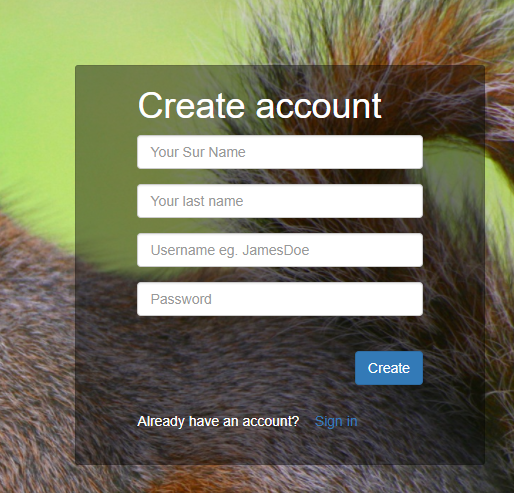 Create account
Your Sur Name
Your last name
Username eg. JamesDoe
Password
Create
Already have an account? Sign in